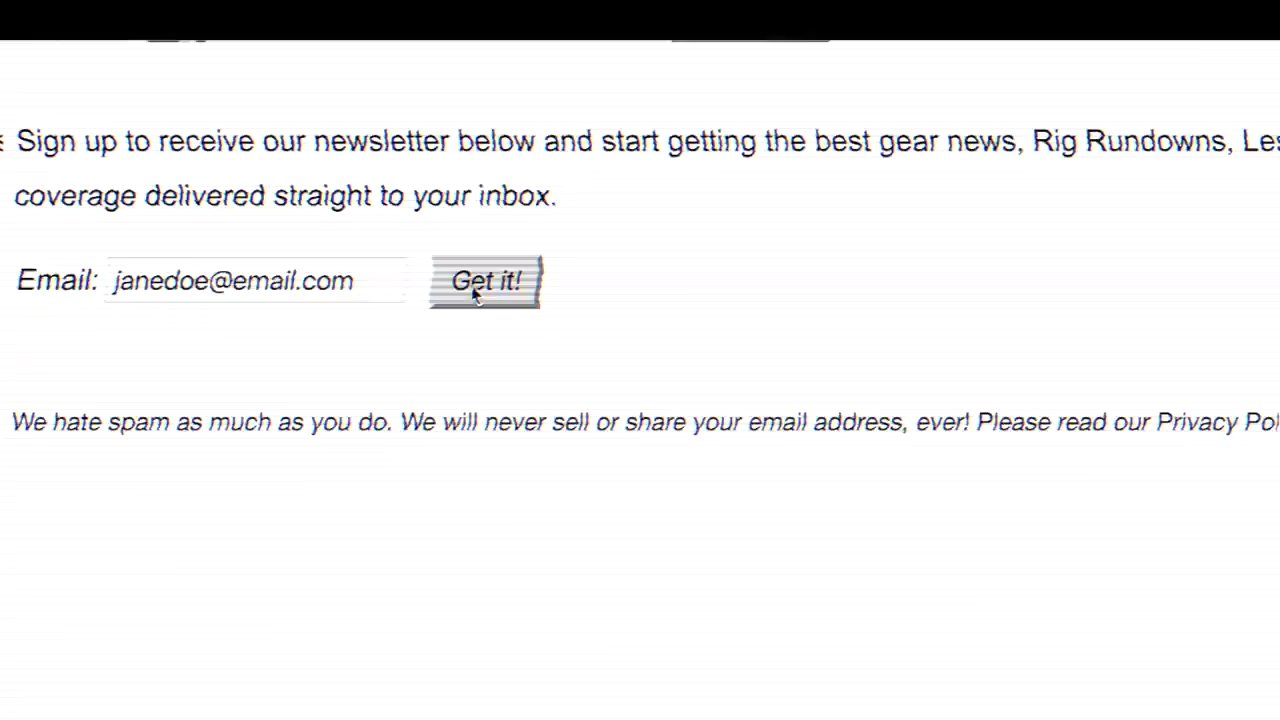 Sign up to receive our newsletter below and start getting the best gear news, Rig Rundowns,
coverage delivered straight to your inbox.
Email: janedoe@email.com Get it!
We hate spam as much as you do. We will never sell or share your email address, ever! Please read our Privacy